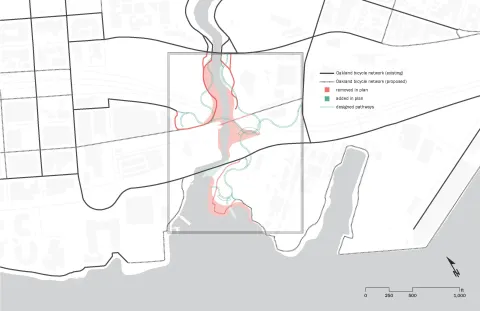 Oakland bicycle network (existing)
Oakland bicycle network (proposed)
removed in plan
added in plan
designed pathways
N
ft
0 250 500 1,000